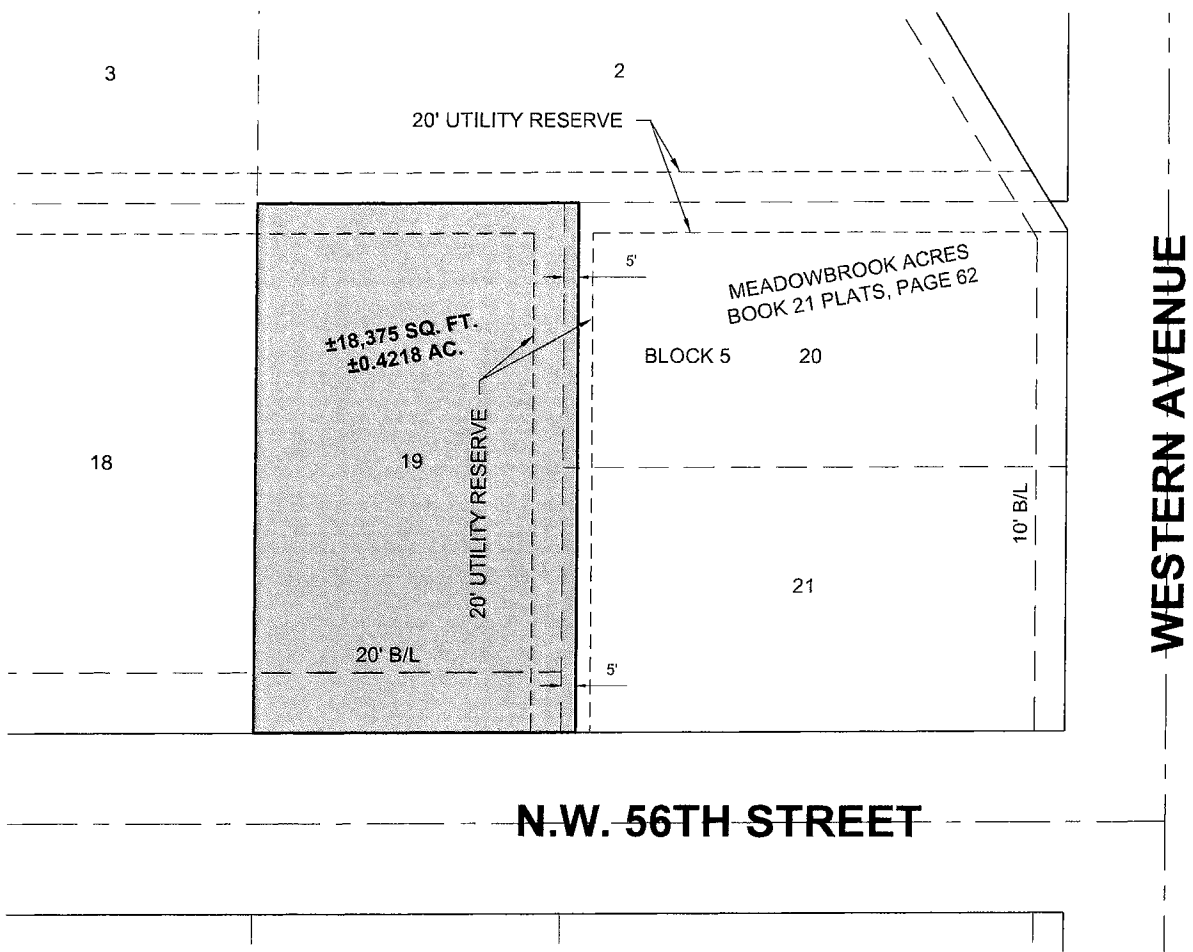 3
2
20' UTILITY RESERVE
5'
MEADOWBROOK ACRES
BOOK 21 PLATS, PAGE 62
±18,375 SQ. FT.
±0.4218 AC.
BLOCK 5
20
18
19
20' UTILITY RESERVE
10' B/L
21
20' B/L
5'
WESTERN AVENUE
N.W. 56TH STREET